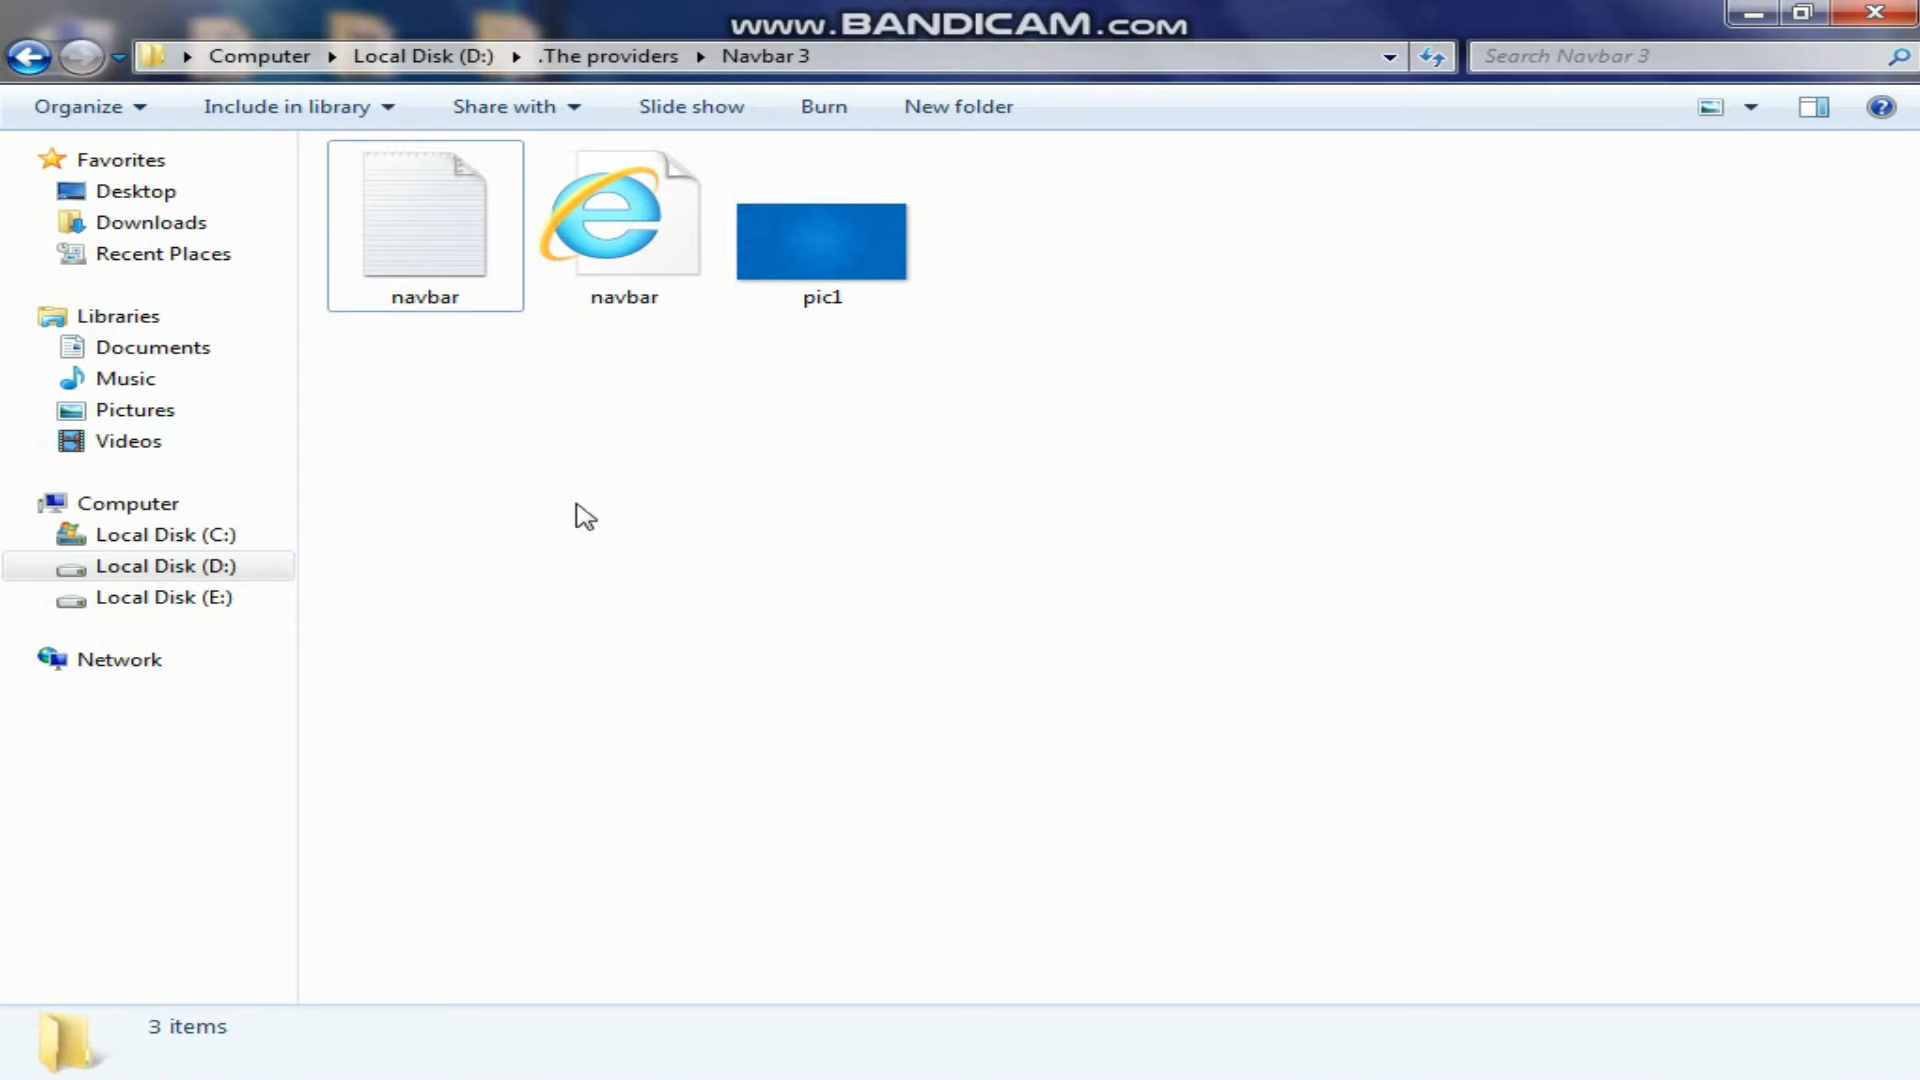 www.BANDICAM.com
Computer Local Disk (D:) .The providers Navbar 3
Search Navbar 3
Organize Include in library Share with Slide show Burn New folder
Favorites
Desktop
Downloads
Recent Places
Libraries
Documents
Music
Pictures
Videos
Computer
Local Disk (C:)
Local Disk (D:)
Local Disk (E:)
Network
navbar navbar pic1
3 items